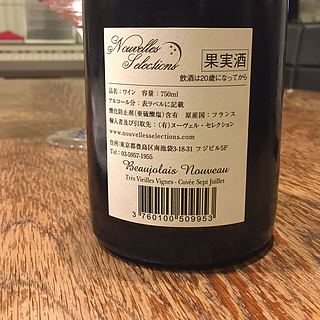 Nouvelles
Selections
果実酒
飲酒は20歳になってから
品名：ワイン 容量：750ml
アルコール分：表ラベルに記載
酸化防止剤(亜硫酸塩)含有 原産国：フランス
輸入者及び引取先：(有)ヌーヴェル・セレクション
www.nouvellesselections.com
住所:東京都豊島区南池袋3-18-31 フジビル5F
Tel：03-5957-1955
Beaujolais Nouveau
Très Vieilles Vignes - Cuvée Sept Juillet
3 760100 509953